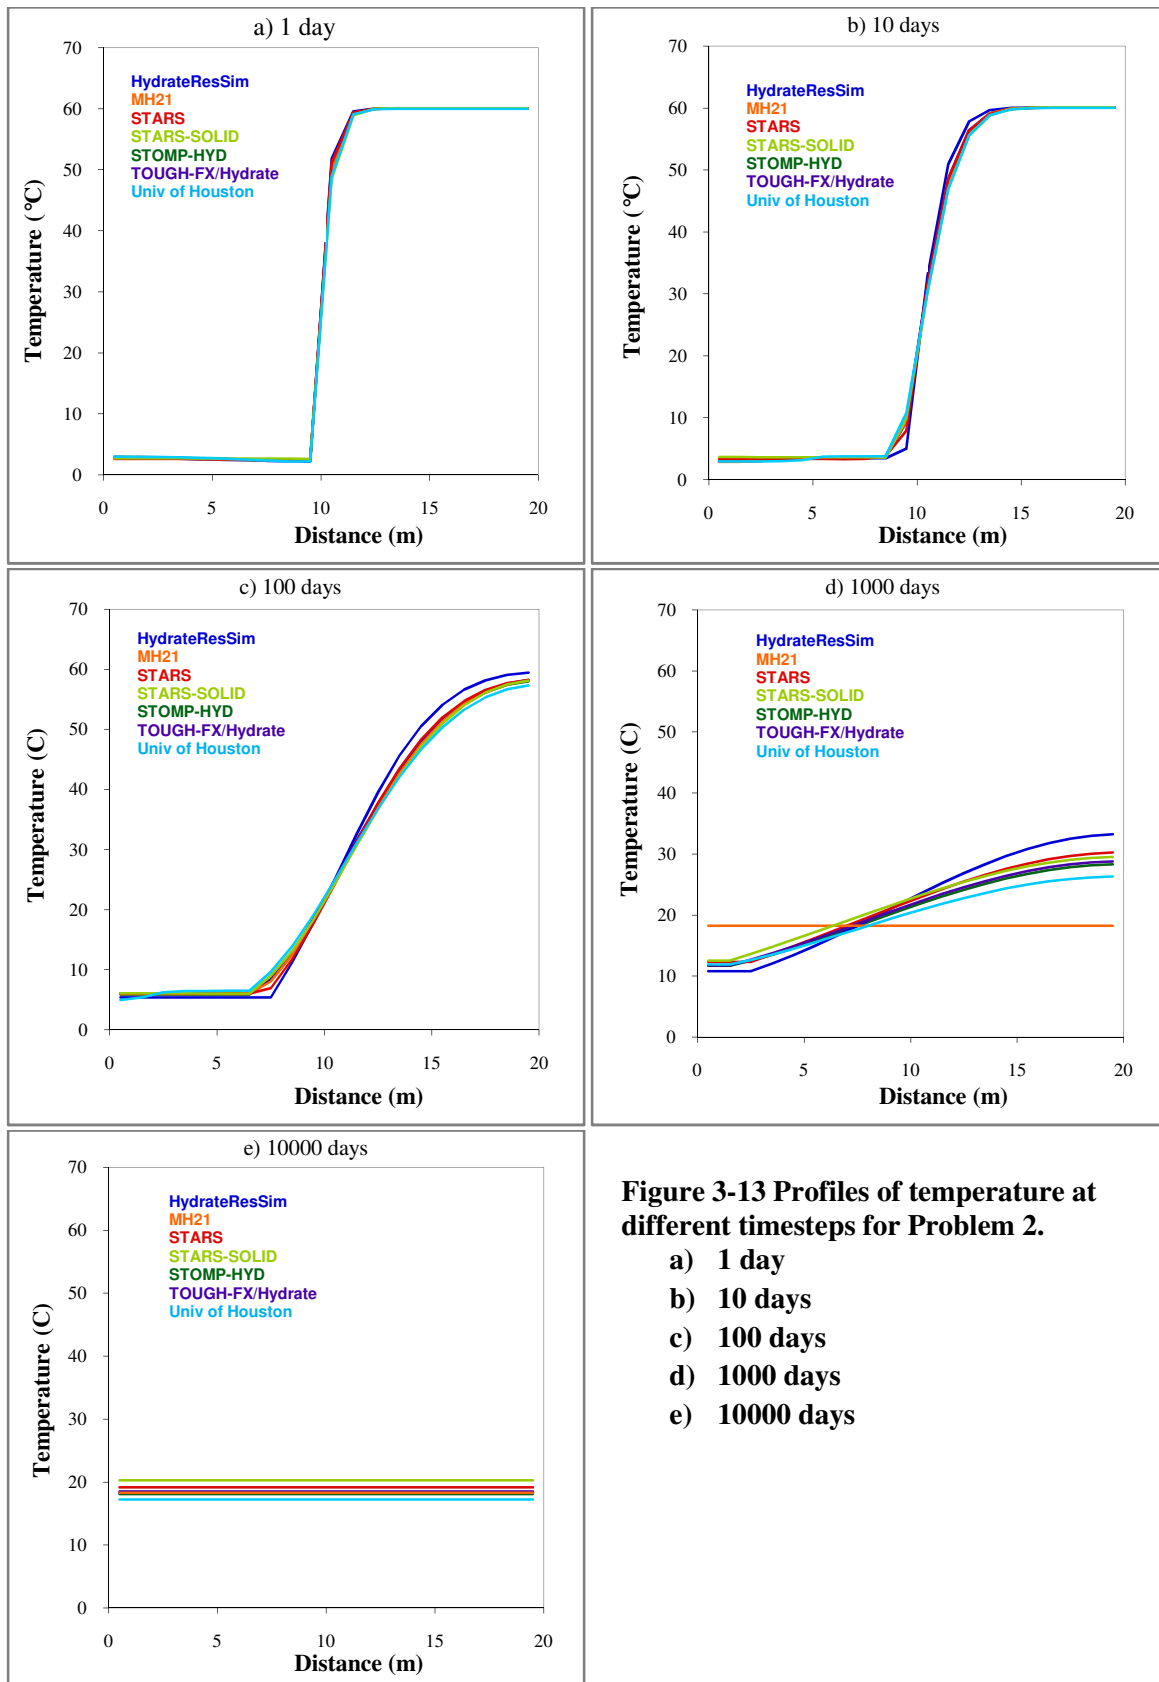 a) 1 day
70
60
50
40
30
20
10
0
Temperature (°C)
HydrateResSim
MH21
STARS
STARS-SOLID
STOMP-HYD
TOUGH-FX/Hydrate
Univ of Houston
0 5 10 15 20
Distance (m)
b) 10 days
70
60
50
40
30
20
10
0
Temperature (°C)
HydrateResSim
MH21
STARS
STARS-SOLID
STOMP-HYD
TOUGH-FX/Hydrate
Univ of Houston
0 5 10 15 20
Distance (m)
c) 100 days
70
60
50
40
30
20
10
0
Temperature (C)
HydrateResSim
MH21
STARS
STARS-SOLID
STOMP-HYD
TOUGH-FX/Hydrate
Univ of Houston
0 5 10 15 20
Distance (m)
d) 1000 days
70
60
50
40
30
20
10
0
Temperature (C)
HydrateResSim
MH21
STARS
STARS-SOLID
STOMP-HYD
TOUGH-FX/Hydrate
Univ of Houston
0 5 10 15 20
Distance (m)
e) 10000 days
70
60
50
40
30
20
10
0
Temperature (C)
HydrateResSim
MH21
STARS
STARS-SOLID
STOMP-HYD
TOUGH-FX/Hydrate
Univ of Houston
0 5 10 15 20
Distance (m)
Figure 3-13 Profiles of temperature at
different timesteps for Problem 2.
a) 1 day
b) 10 days
c) 100 days
d) 1000 days
e) 10000 days